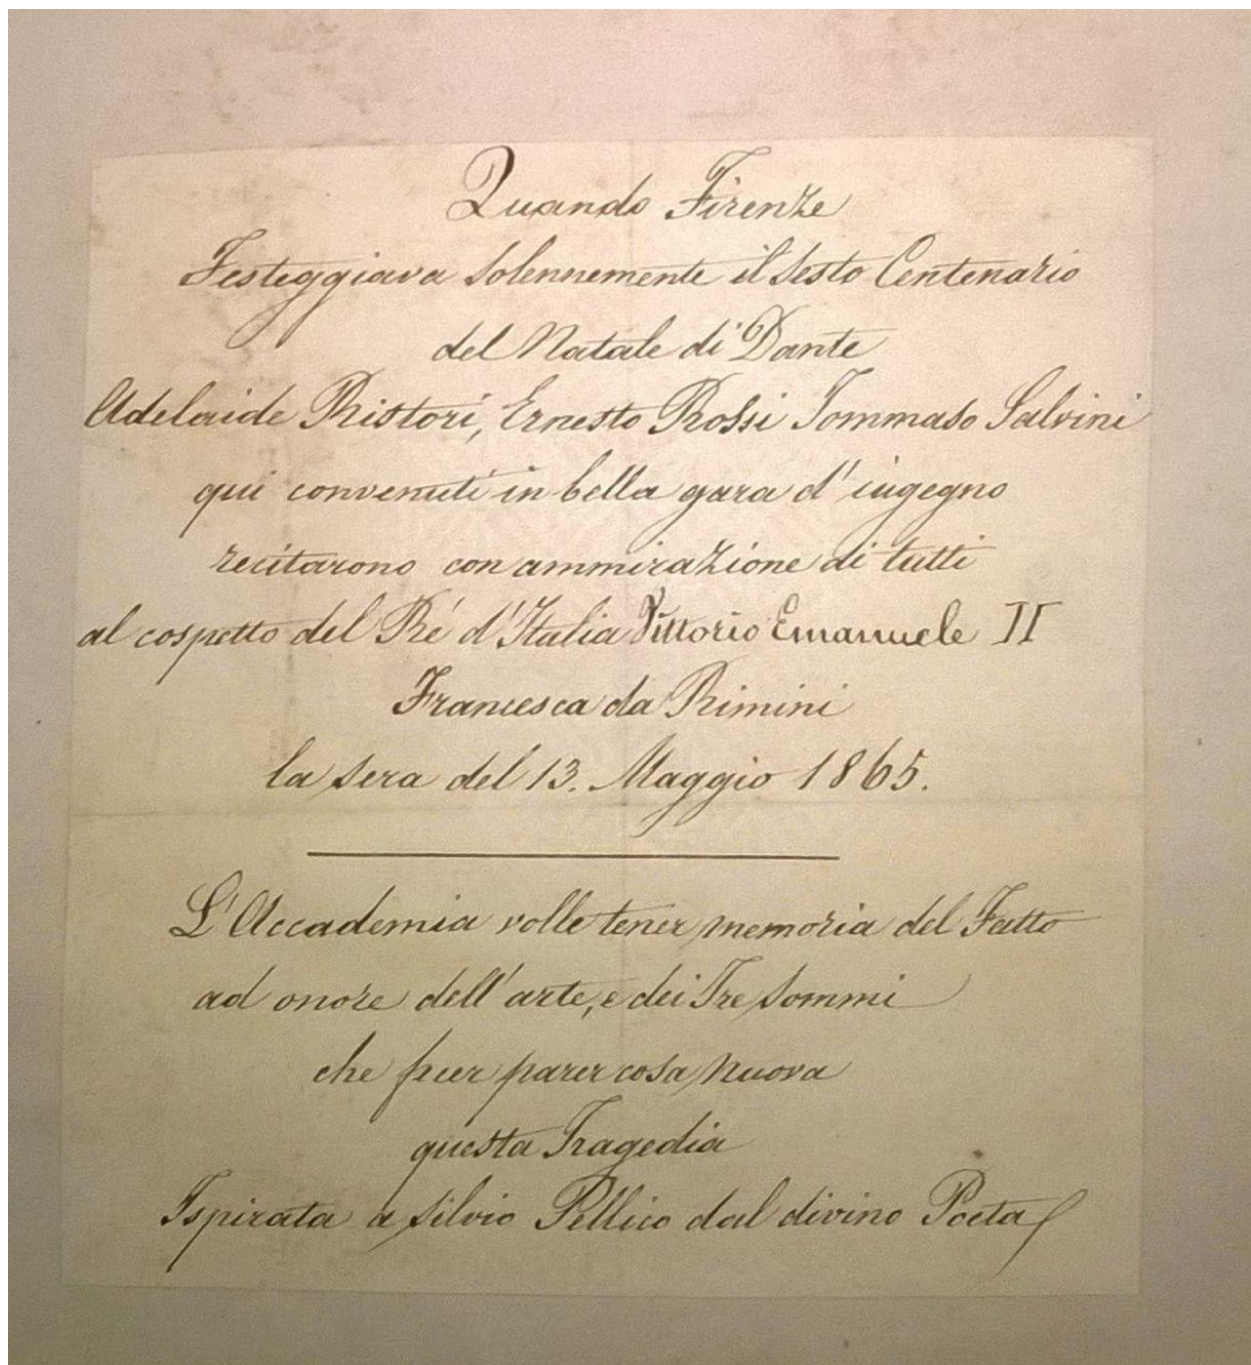 Quando Firenze
Festeggiava solennemente il sesto Centenario
del Natale di Dante
Adelaide Ristori, Ernesto Rossi Tommaso Salvini
qui convenuti in bella gara d'ingegno
recitarono con ammirazione di tutti
al cospetto del Ré d'Italia Vittorio Emanuele II
Francesca da Rimini
la sera del 13. Maggio 1865.
L'Accademia volle tener memoria del Fatto
ad onore dell'arte, e dei Tre sommi
che fecer parer cosa nuova
questa Tragedia
Ispirata a Silvio Pellico dal divino Poeta